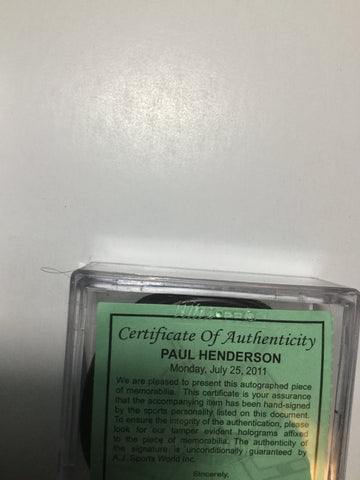 Certificate Of Authenticity
PAUL HENDERSON
Monday, July 25, 2011
We are pleased to present this autographed piece
of memorabilia. This certificate is your assurance
that the accompanying item has been hand-signed
by the sports personality listed on this document.
To ensure the integrity of the authentication, please
look for our tamper evident holograms affixed
to the piece of memorabilia. The authenticity of
the signature is unconditionally guaranteed by
A.J. Sports World Inc.
Sincerely,